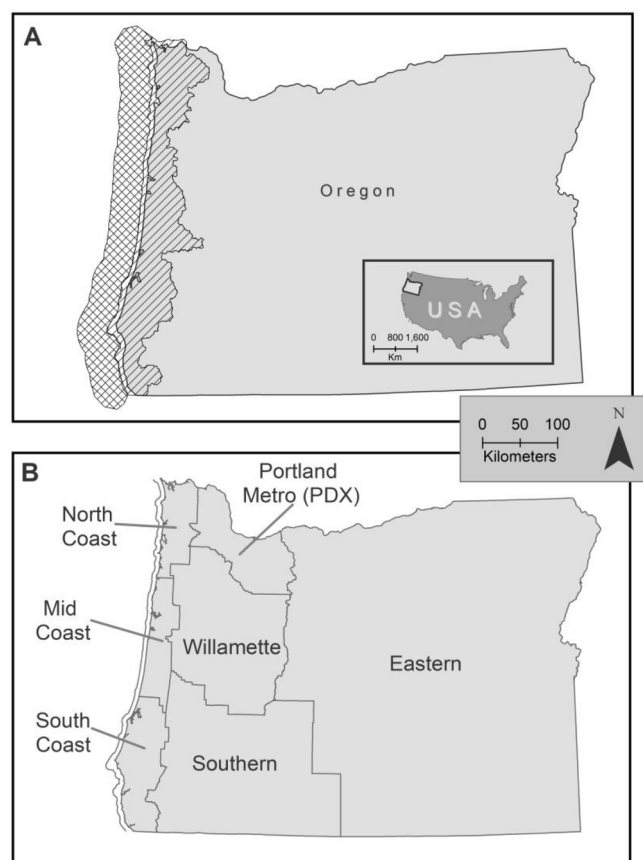 A
Oregon
USA
0 800 1,600
Km
N
0 50 100
Kilometers
B
Portland
Metro (PDX)
North
Coast
Mid
Coast
Willamette
Eastern
South
Coast
Southern